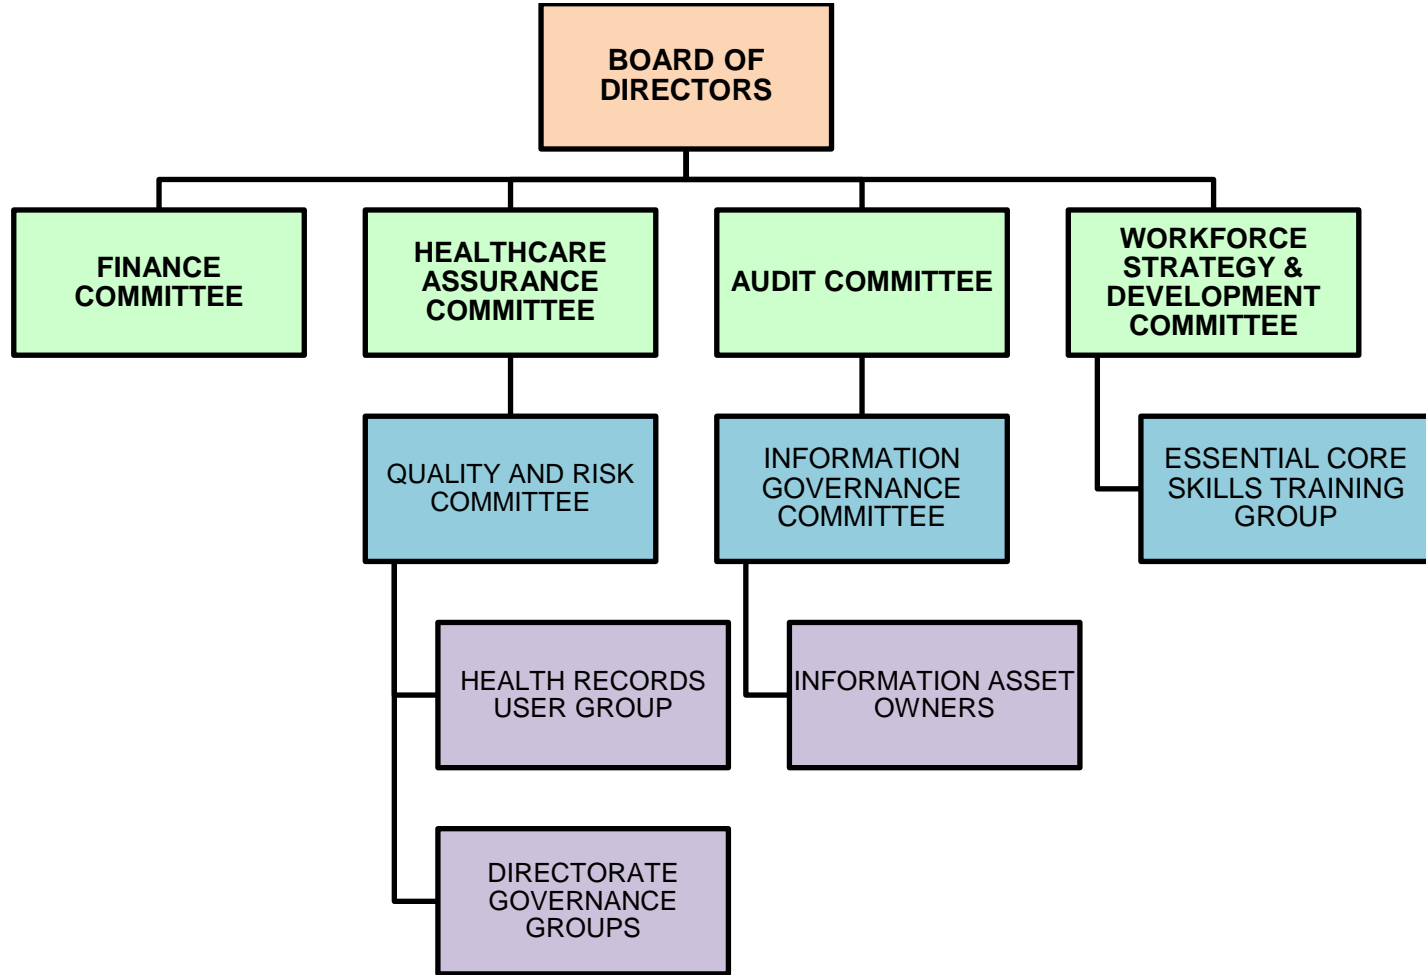 BOARD OF
DIRECTORS
FINANCE
COMMITTEE
HEALTHCARE
ASSURANCE
COMMITTEE
AUDIT COMMITTEE
WORKFORCE
STRATEGY &
DEVELOPMENT
COMMITTEE
QUALITY AND RISK
COMMITTEE
INFORMATION
GOVERNANCE
COMMITTEE
ESSENTIAL CORE
SKILLS TRAINING
GROUP
HEALTH RECORDS
USER GROUP
INFORMATION ASSET
OWNERS
DIRECTORATE
GOVERNANCE
GROUPS